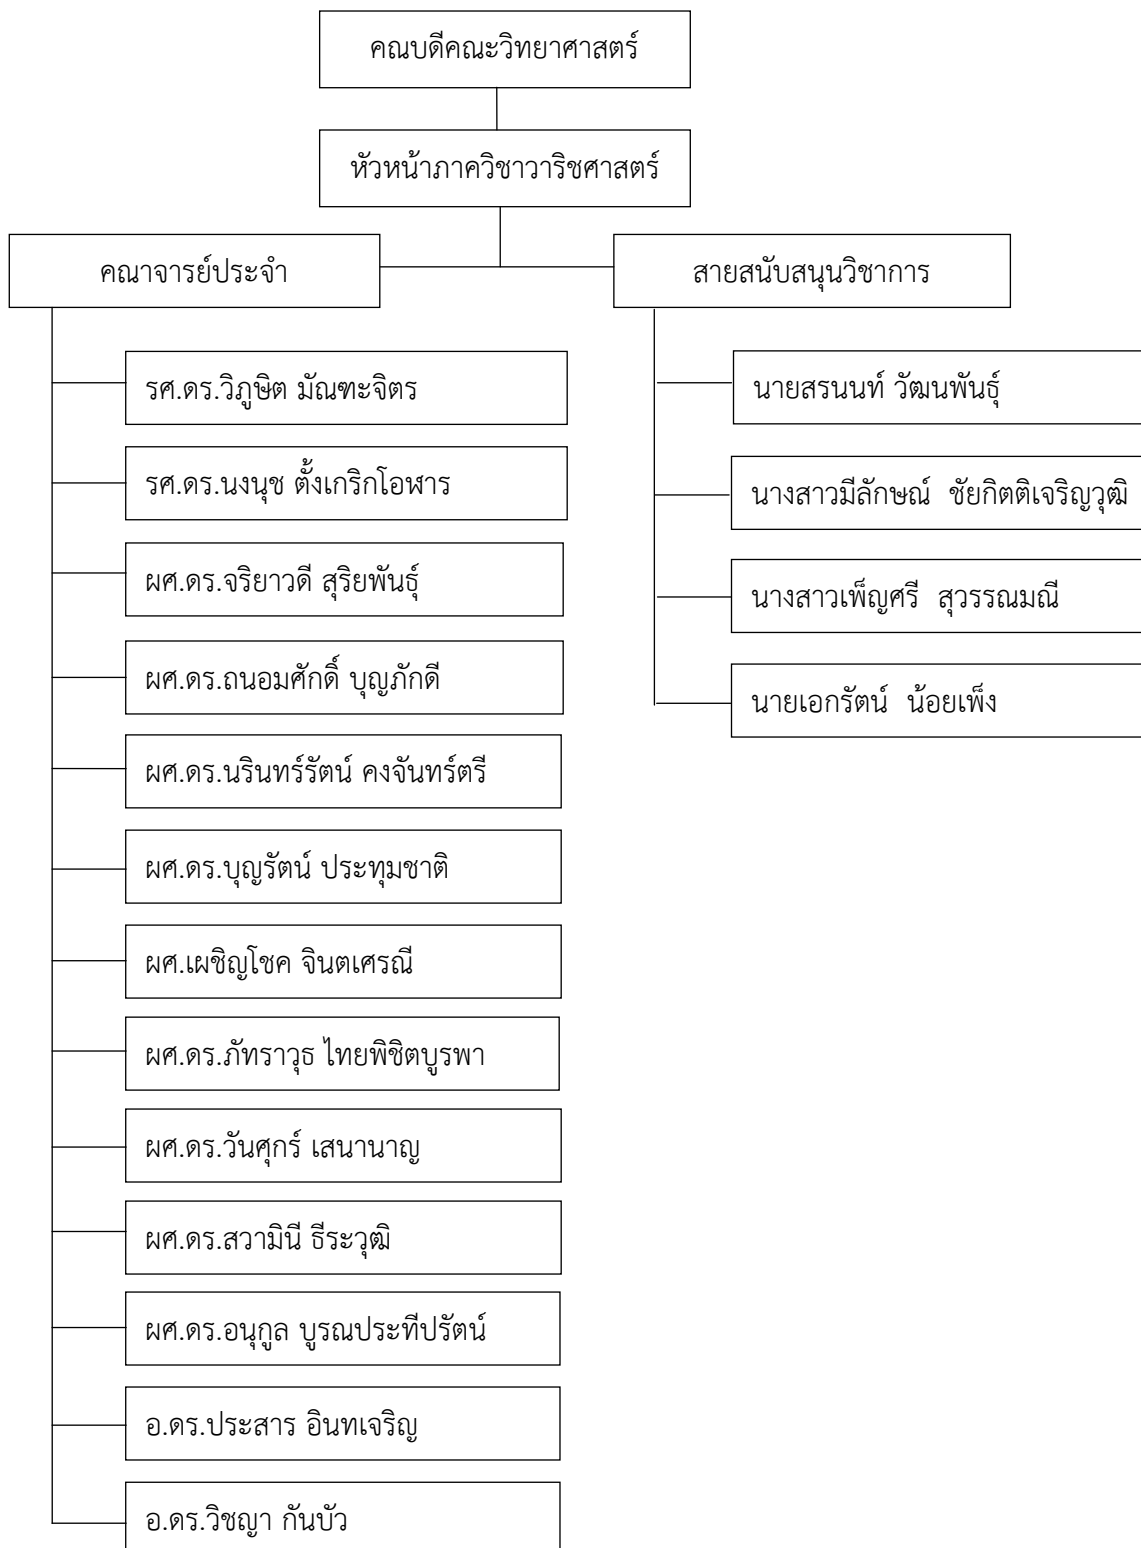 คณบดีคณะวิทยาศาสตร์
หัวหน้าภาควิชาวาริชศาสตร์
คณาจารย์ประจำ
สายสนับสนุนวิชาการ
รศ.ดร.วิภูษิต มัณฑะจิตร
รศ.ดร.นงนุช ตั้งเกริกโอฬาร
ผศ.ดร.จริยาวดี สุริยพันธุ์
ผศ.ดร.ถนอมศักดิ์ บุญภักดี
ผศ.ดร.นรินทร์รัตน์ คงจันทร์ตรี
ผศ.ดร.บุญรัตน์ ประทุมชาติ
ผศ.เผชิญโชค จินตเศรณี
ผศ.ดร.ภัทราวุธ ไทยพิชิตบูรพา
ผศ.ดร.วันศุกร์ เสนานาญ
ผศ.ดร.สวามินี ธีระวุฒิ
ผศ.ดร.อนุกูล บูรณประทีปรัตน์
อ.ดร.ประสาร อินทเจริญ
อ.ดร.วิชญา กันบัว
นายสรนนท์ วัฒนพันธุ์
นางสาวมีลักษณ์  ชัยกิตติเจริญวุฒิ
นางสาวเพ็ญศรี  สุวรรณมณี
นายเอกรัตน์  น้อยเพ็ง